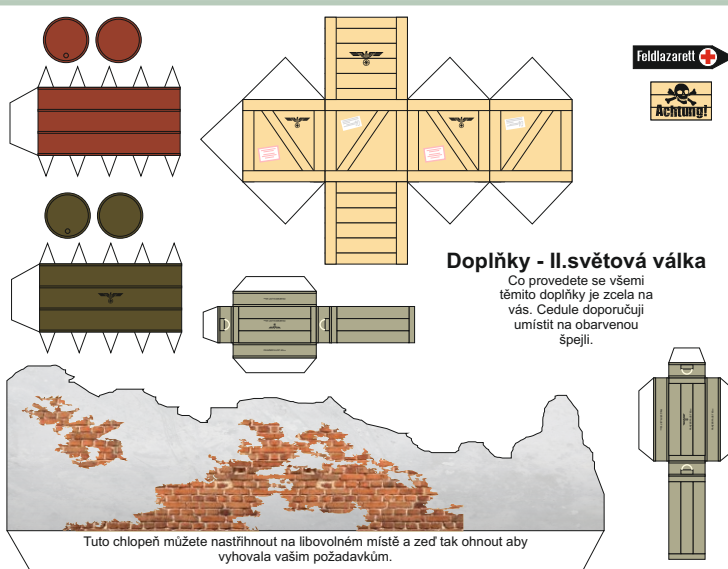 Feldlazarett
Achtung!
Doplňky - II.světová válka
Co provedete se všemi
těmito doplňky je zcela na
vás. Cedule doporučuji
umístit na obarvenou
špejli.
Tuto chlopeň můžete nastřihnout na libovolném místě a zeď tak ohnout aby
vyhovala vašim požadavkům.